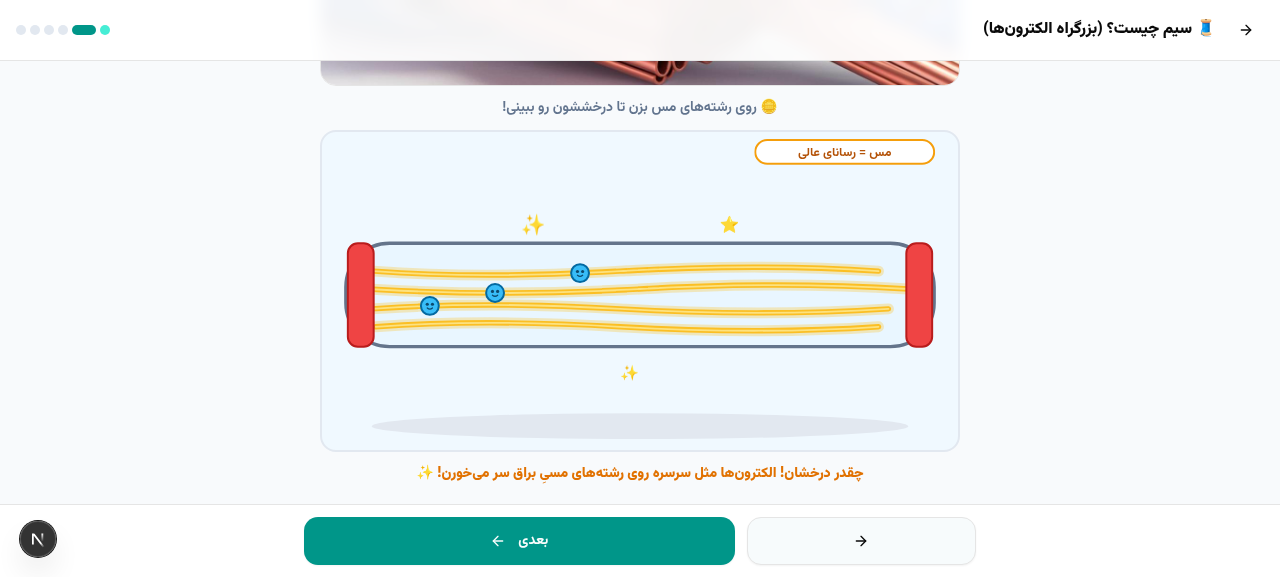 🧵 سیم چیست؟ (بزرگراه الکترون‌ها)
🪙 روی رشته‌های مس بزن تا درخششون رو ببینی!
مس = رسانای عالی
چقدر درخشان! الکترون‌ها مثل سرسره روی رشته‌های مسیِ براق سر می‌خورن! ✨
بعدی
N